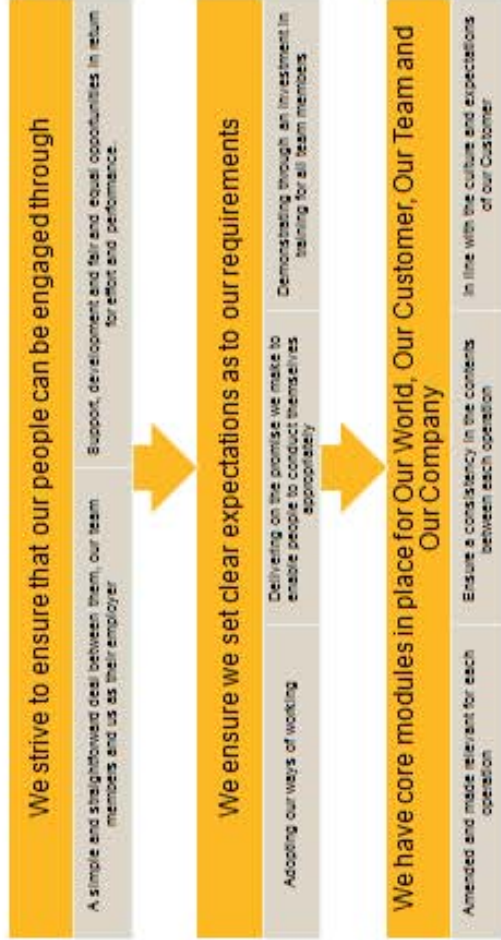 We strive to ensure that our people can be engaged through
A simple and straightforward deal between them, our team
members and us as their employer
Support, development and fair and equal opportunities in return
for effort and performance.
We ensure we set clear expectations as to our requirements
Adopting our ways of working
Delivering on the promise we make to
enable people to conduct themselves
appropriately
Demonstrating through an investment in
training for all team members
We have core modules in place for Our World, Our Customer, Our Team and
Our Company
Amended and made relevant for each
operation
Ensure a consistency in the contents
between each operation
In line with the culture and expectations
of our Customer